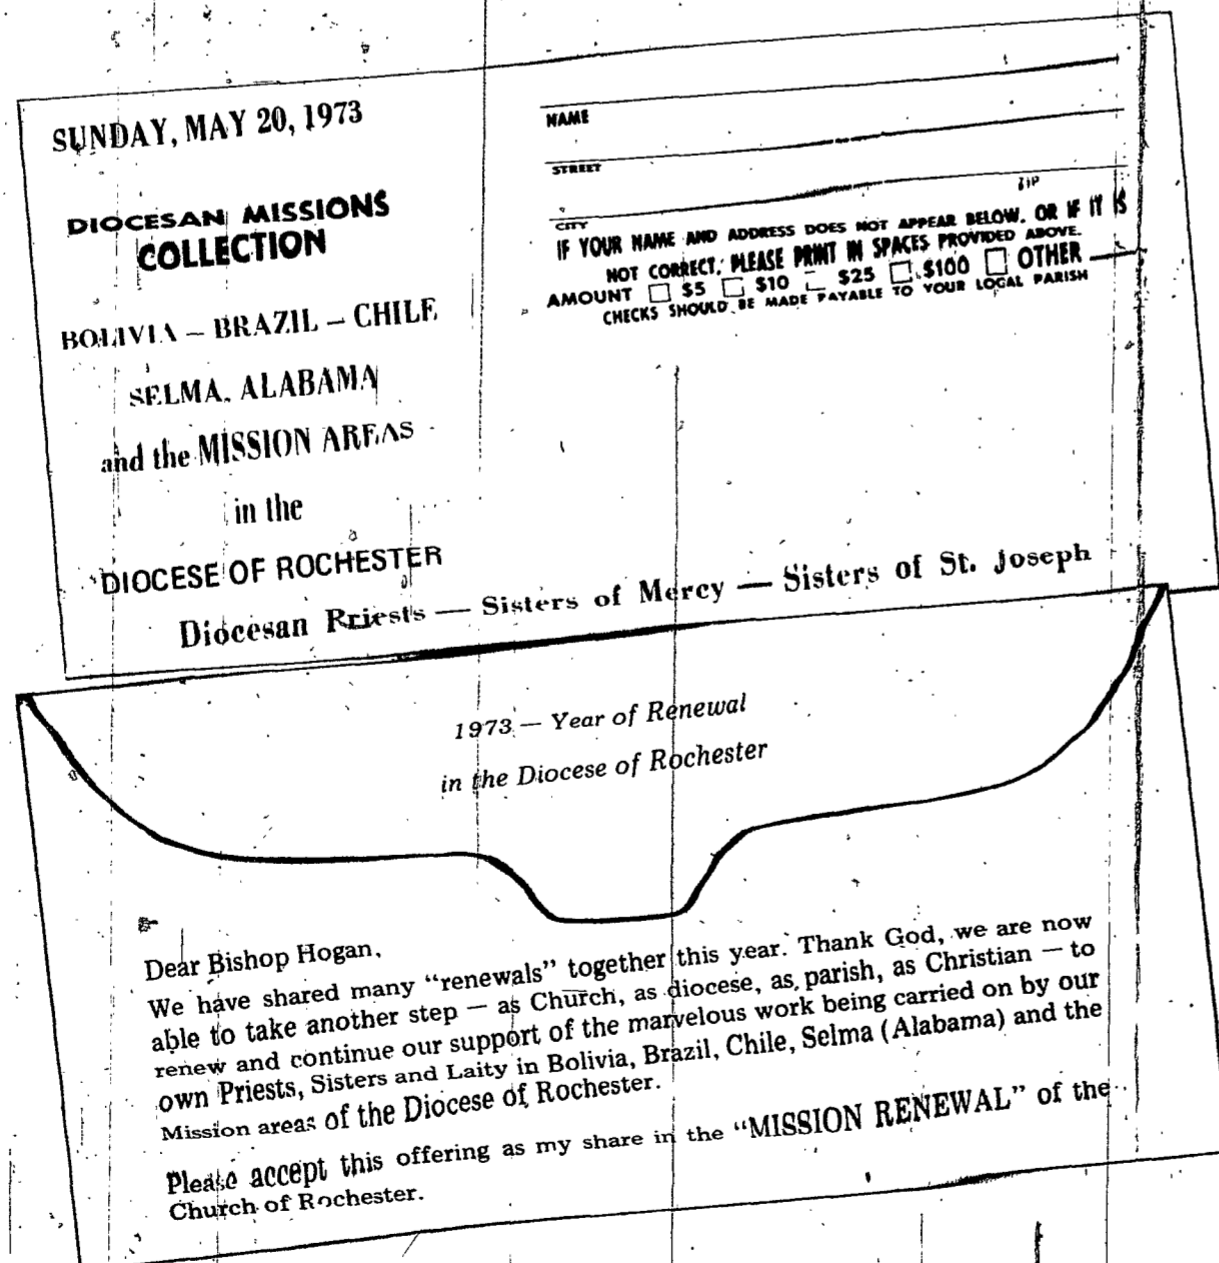 SUNDAY, MAY 20, 1973
DIOCESAN MISSIONS
COLLECTION
BOLIVIA – BRAZIL – CHILE
SELMA, ALABAMA
and the MISSION AREAS
in the
DIOCESE OF ROCHESTER
NAME
STREET
CITY ZIP
IF YOUR NAME AND ADDRESS DOES NOT APPEAR BELOW, OR IF IT IS
NOT CORRECT, PLEASE PRINT IN SPACES PROVIDED ABOVE.
AMOUNT □ $5 □ $10 □ $25 □ $100 □ OTHER
CHECKS SHOULD BE MADE PAYABLE TO YOUR LOCAL PARISH
Diocesan Priests — Sisters of Mercy — Sisters of St. Joseph
1973 — Year of Renewal
in the Diocese of Rochester
Dear Bishop Hogan,
We have shared many “renewals” together this year. Thank God, we are now
able to take another step — as Church, as diocese, as parish, as Christian — to
renew and continue our support of the marvelous work being carried on by our
own Priests, Sisters and Laity in Bolivia, Brazil, Chile, Selma (Alabama) and the
Mission areas of the Diocese of Rochester.
Please accept this offering as my share in the “MISSION RENEWAL” of the
Church of Rochester.